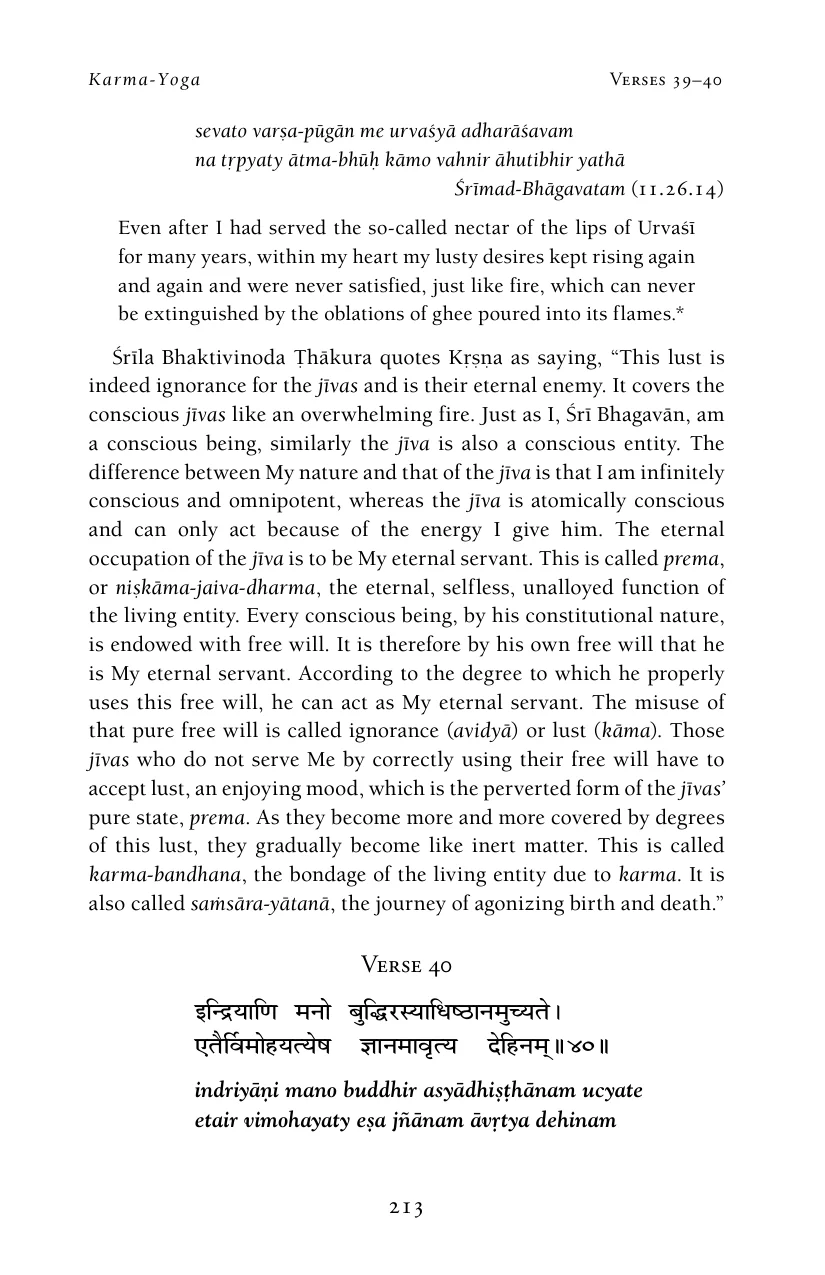 Karma-Yoga Verses 39–40
sevato varṣa-pūgān me urvaśyā adharāśavam
na tṛpyaty ātma-bhūḥ kāmo vahnir āhutibhir yathā
Śrīmad-Bhāgavatam (11.26.14)
Even after I had served the so-called nectar of the lips of Urvaśī
for many years, within my heart my lusty desires kept rising again
and again and were never satisfied, just like fire, which can never
be extinguished by the oblations of ghee poured into its flames.*
Śrīla Bhaktivinoda Ṭhākura quotes Kṛṣṇa as saying, “This lust is
indeed ignorance for the jīvas and is their eternal enemy. It covers the
conscious jīvas like an overwhelming fire. Just as I, Śrī Bhagavān, am
a conscious being, similarly the jīva is also a conscious entity. The
difference between My nature and that of the jīva is that I am infinitely
conscious and omnipotent, whereas the jīva is atomically conscious
and can only act because of the energy I give him. The eternal
occupation of the jīva is to be My eternal servant. This is called prema,
or niṣkāma-jaiva-dharma, the eternal, selfless, unalloyed function of
the living entity. Every conscious being, by his constitutional nature,
is endowed with free will. It is therefore by his own free will that he
is My eternal servant. According to the degree to which he properly
uses this free will, he can act as My eternal servant. The misuse of
that pure free will is called ignorance (avidyā) or lust (kāma). Those
jīvas who do not serve Me by correctly using their free will have to
accept lust, an enjoying mood, which is the perverted form of the jīvas’
pure state, prema. As they become more and more covered by degrees
of this lust, they gradually become like inert matter. This is called
karma-bandhana, the bondage of the living entity due to karma. It is
also called saṁsāra-yātanā, the journey of agonizing birth and death.”
Verse 40
इन्द्रियाणि मनो बुद्धिरस्याधिष्ठानमुच्यते।
एतैर्विमोहयत्येष ज्ञानमावृत्य देहिनम्॥४०॥
indriyāṇi mano buddhir asyādhiṣṭhānam ucyate
etair vimohayaty eṣa jñānam āvṛtya dehinam
213